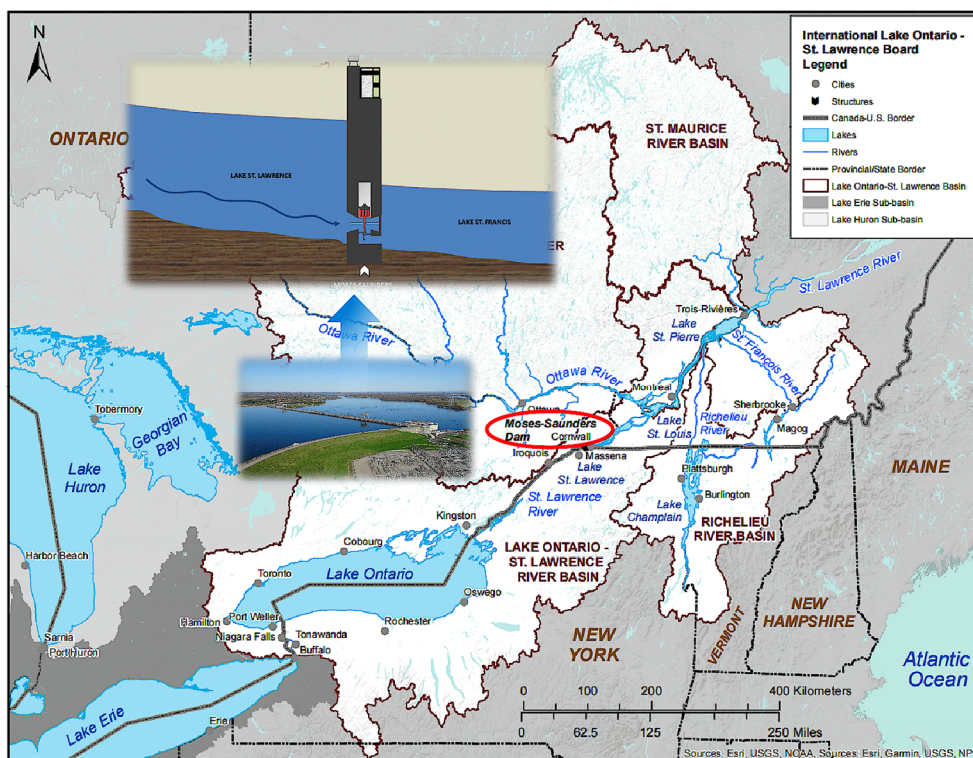 N
International Lake Ontario -
St. Lawrence Board
Legend
Cities
Structures
Canada-U.S. Border
Lakes
Rivers
Provincial/State Border
Lake Ontario-St. Lawrence Basin
Lake Erie Sub-basin
Lake Huron Sub-basin
ONTARIO
LAKE ST. LAWRENCE
LAKE ST. FRANCIS
MOSES-SAUNDERS
ST. MAURICE
RIVER BASIN
St. Lawrence River
Trois-Rivières
Lake
St. Pierre
St. François River
Ottawa River
Ottawa River
Montreal
Sherbrooke
Magog
Ottawa
Moses-Saunders
Dam
Cornwall
Lake
St. Louis
Richelieu
River
Iroquois
Massena
Lake
St. Lawrence
St. Lawrence
River
Plattsburgh
Burlington
Lake
Champlain
RICHELIEU
RIVER BASIN
MAINE
Tobermory
Georgian
Bay
Lake
Huron
Harbor Beach
Sarnia
Port Huron
Kingston
Cobourg
Toronto
Lake Ontario
LAKE ONTARIO -
ST. LAWRENCE
RIVER BASIN
Oswego
Hamilton
Port Weller
Niagara Falls
Tonawanda
Buffalo
Rochester
Lake Erie
Erie
NEW
YORK
VERMONT
NEW
HAMPSHIRE
Atlantic
Ocean
0 100 200 400 Kilometers
0 62.5 125 250 Miles
Sources: Esri, USGS, NOAA, Sources: Esri, Garmin, USGS, NP